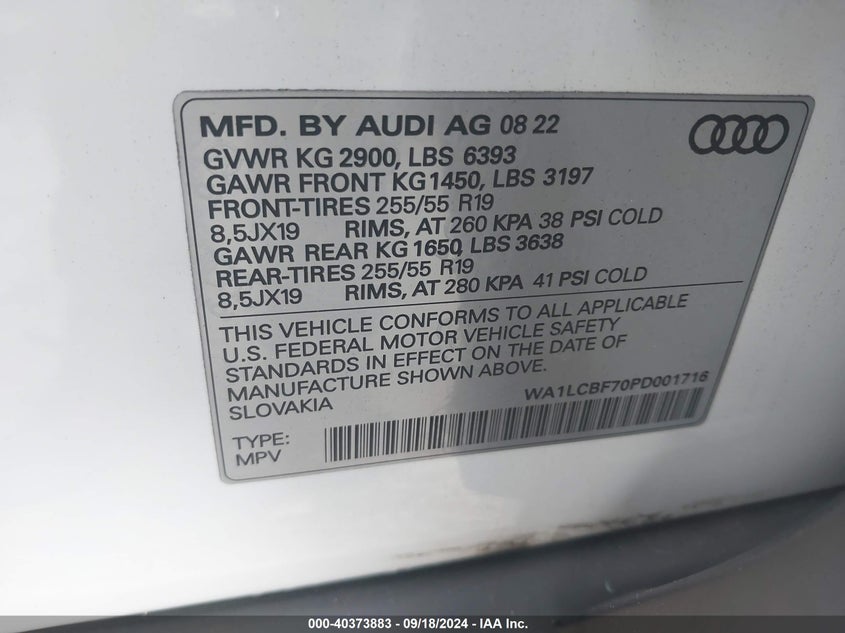 MFD. BY AUDI AG 08 22
GVWR KG 2900, LBS 6393
GAWR FRONT KG1450, LBS 3197
FRONT-TIRES 255/55 R19
8,5JX19 RIMS, AT 260 KPA 38 PSI COLD
GAWR REAR KG 1650, LBS 3638
REAR-TIRES 255/55 R19
8,5JX19 RIMS, AT 280 KPA 41 PSI COLD
THIS VEHICLE CONFORMS TO ALL APPLICABLE
U.S. FEDERAL MOTOR VEHICLE SAFETY
STANDARDS IN EFFECT ON THE DATE OF
MANUFACTURE SHOWN ABOVE.
SLOVAKIA
WA1LCBF70PD001716
TYPE:
MPV
000-40373883 - 09/18/2024 - IAA Inc.